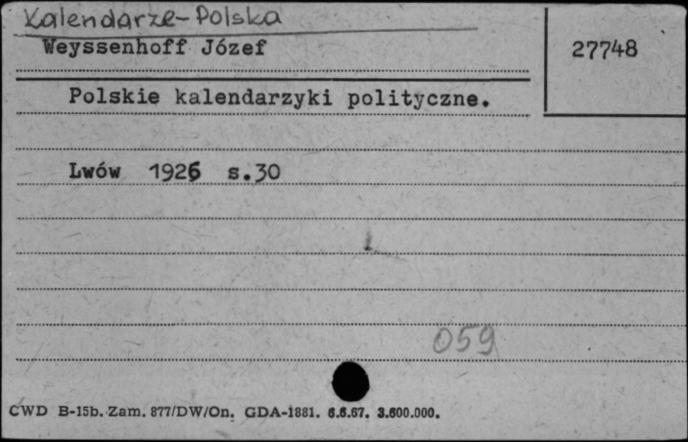 Kalendarze-Polska
Weyssenhoff Józef
27748
Polskie kalendarzyki polityczne.
Lwów 1926 s.30
059
CWD B-15b. Zam. 877/DW/On. GDA-1881. 6.6.67. 3.600.000.